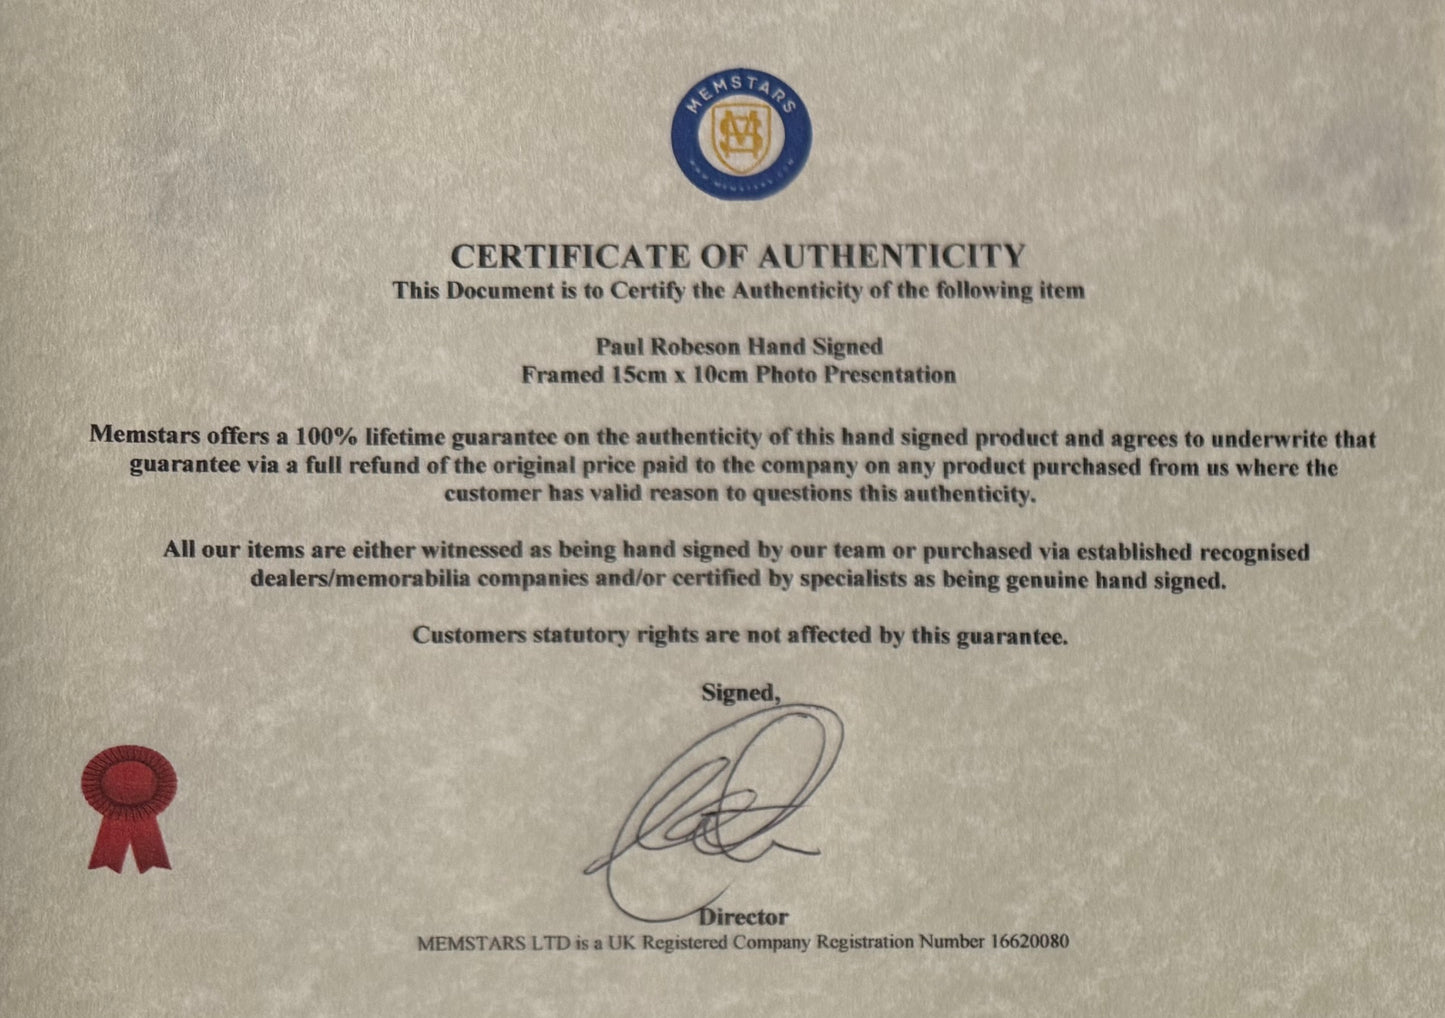 MEMSTARS
WWW.MEMSTARS.COM
CERTIFICATE OF AUTHENTICITY
This Document is to Certify the Authenticity of the following item
Paul Robeson Hand Signed
Framed 15cm x 10cm Photo Presentation
Memstars offers a 100% lifetime guarantee on the authenticity of this hand signed product and agrees to underwrite that
guarantee via a full refund of the original price paid to the company on any product purchased from us where the
customer has valid reason to questions this authenticity.
All our items are either witnessed as being hand signed by our team or purchased via established recognised
dealers/memorabilia companies and/or certified by specialists as being genuine hand signed.
Customers statutory rights are not affected by this guarantee.
Signed,
Director
MEMSTARS LTD is a UK Registered Company Registration Number 16620080